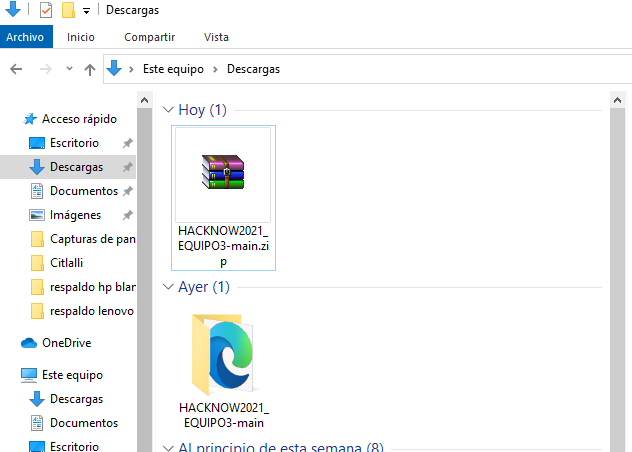 Descargas
Archivo Inicio Compartir Vista
Este equipo Descargas
Acceso rápido
Escritorio
Descargas
Documentos
Imágenes
Capturas de pan
Citlalli
respaldo hp blan
respaldo lenovo
OneDrive
Este equipo
Descargas
Documentos
Escritorio
Hoy (1)
HACKNOW2021_
EQUIPO3-main.zi
p
Ayer (1)
HACKNOW2021_
EQUIPO3-main
Al principio de esta semana (8)